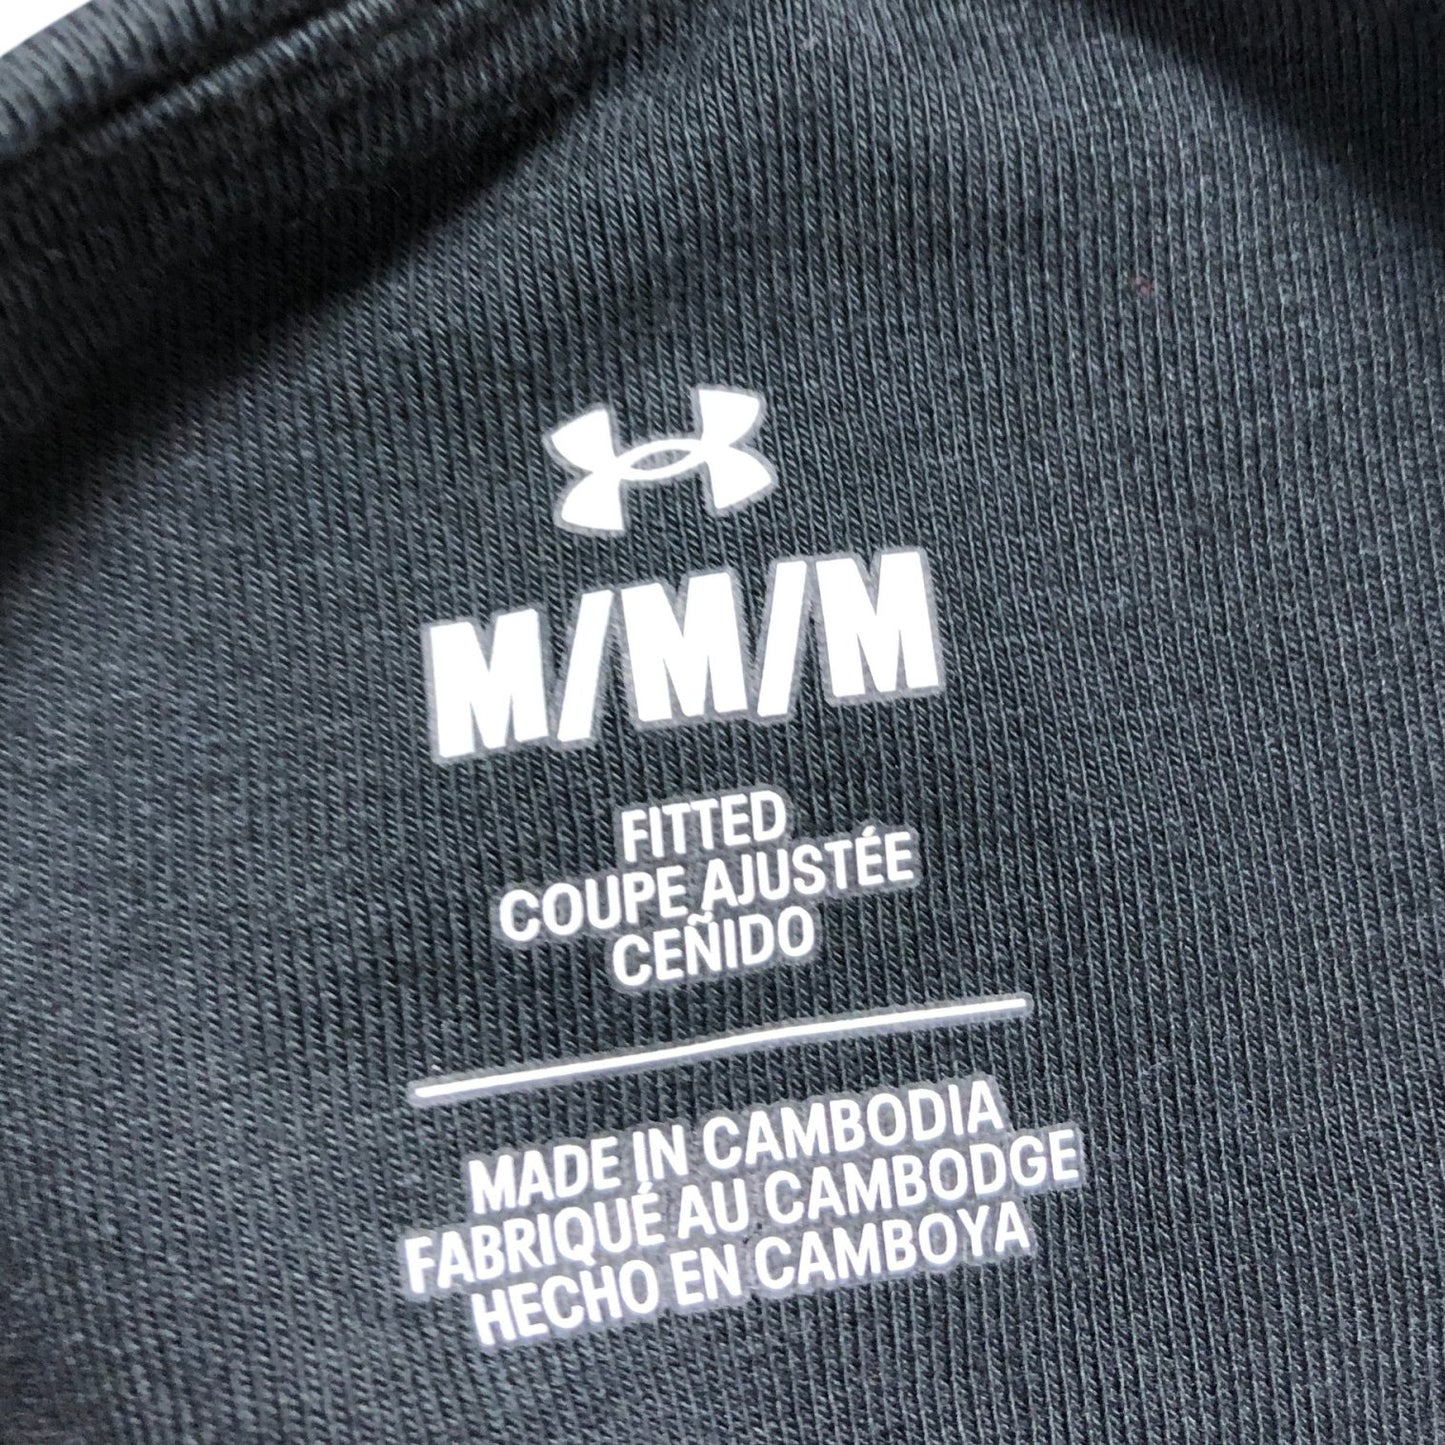 M/M/M
FITTED
COUPE AJUSTÉE
CEÑIDO
MADE IN CAMBODIA
FABRIQUÉ AU CAMBODGE
HECHO EN CAMBOYA